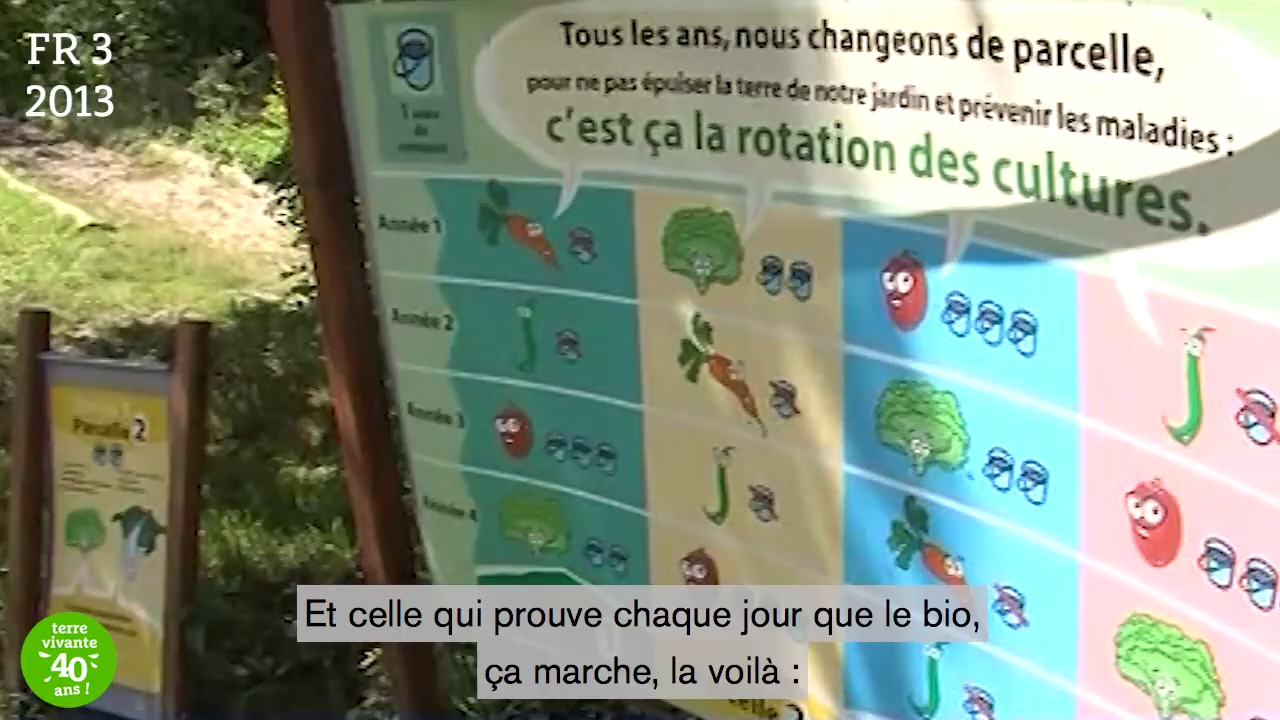 FR 3
2013
Tous les ans, nous changeons de parcelle,
pour ne pas épuiser la terre de notre jardin et prévenir les maladies :
c'est ça la rotation des cultures.
Année 1
Année 2
Année 3
Année 4
Parcelle 2
Et celle qui prouve chaque jour que le bio,
ça marche, la voilà :
terre
vivante
40
ans !